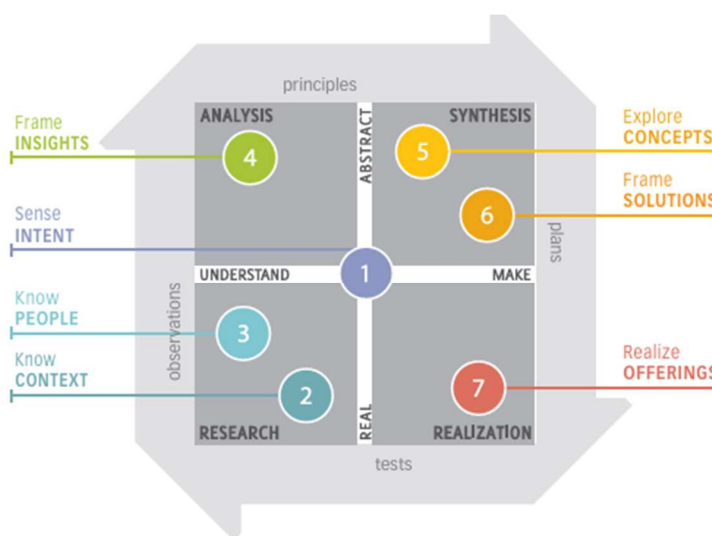 principles
ANALYSIS
ABSTRACT
SYNTHESIS
Frame
INSIGHTS
4
5
Explore
CONCEPTS
Frame
SOLUTIONS
6
Sense
INTENT
plans
UNDERSTAND
1
MAKE
observations
Know
PEOPLE
3
Know
CONTEXT
2
7
Realize
OFFERINGS
RESEARCH
REAL
REALIZATION
tests